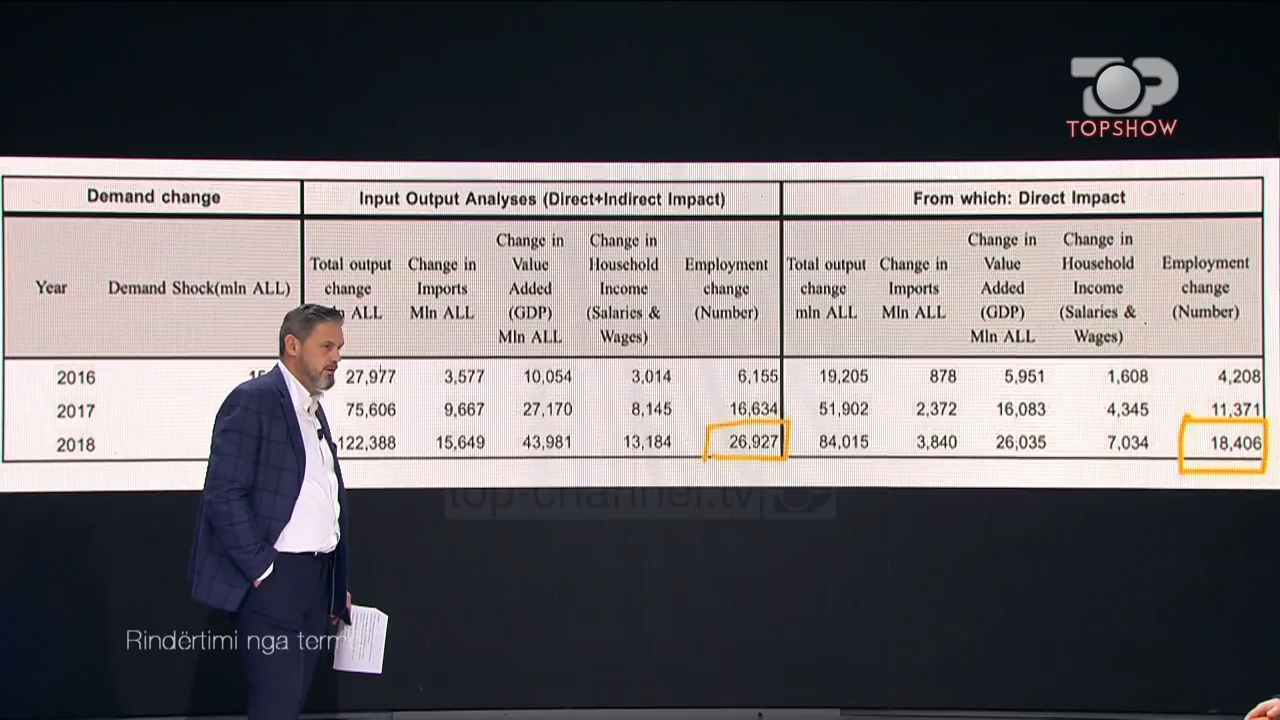 TOP
TOPSHOW
Demand change
Input Output Analyses (Direct+Indirect Impact)
From which: Direct Impact
Year
Demand Shock(mln ALL)
Total output
change
ALL
Change in
Imports
Mln ALL
Change in
Value
Added
(GDP)
Mln ALL
Change in
Household
Income
(Salaries &
Wages)
Employment
change
(Number)
Total output
change
mln ALL
Change in
Imports
Mln ALL
Change in
Value
Added
(GDP)
Mln ALL
Change in
Household
Income
(Salaries &
Wages)
Employment
change
(Number)
2016 27,977 3,577 10,054 3,014 6,155 19,205 878 5,951 1,608 4,208
2017 75,606 9,667 27,170 8,145 16,634 51,902 2,372 16,083 4,345 11,371
2018 122,388 15,649 43,981 13,184 26,927 84,015 3,840 26,035 7,034 18,406
top-channel.tv
Rindërtimi nga